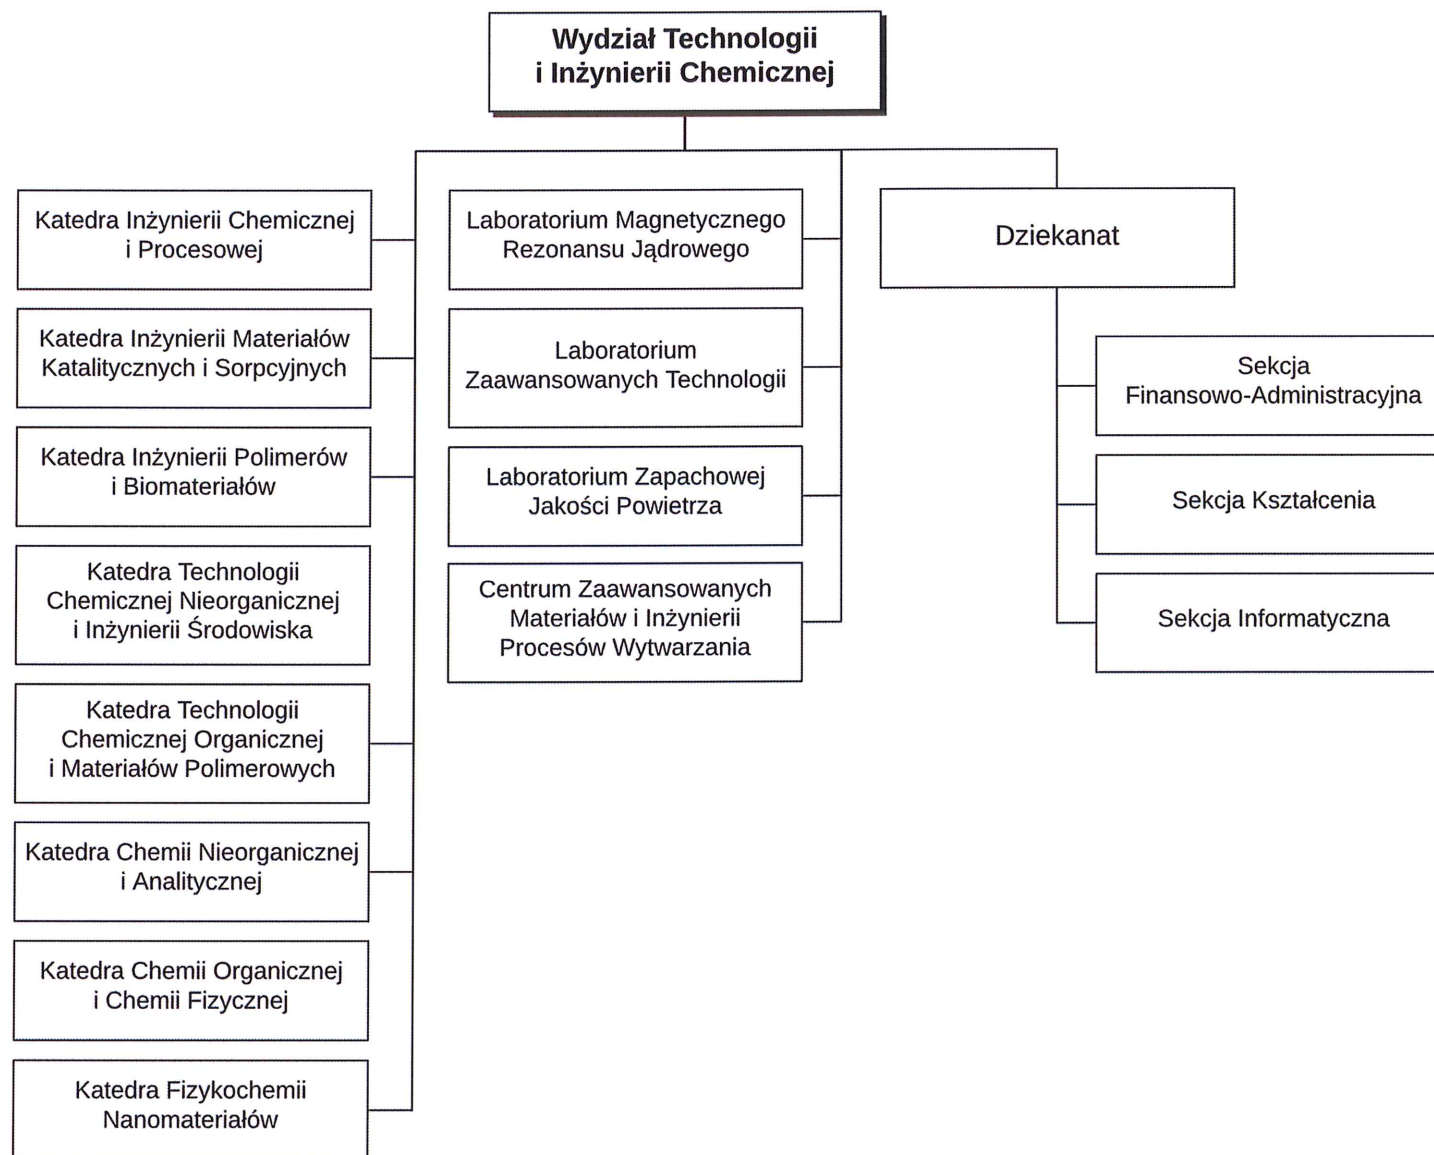 Wydział Technologii
i Inżynierii Chemicznej
Katedra Inżynierii Chemicznej
i Procesowej
Katedra Inżynierii Materiałów
Katalitycznych i Sorpcyjnych
Katedra Inżynierii Polimerów
i Biomateriałów
Katedra Technologii
Chemicznej Nieorganicznej
i Inżynierii Środowiska
Katedra Technologii
Chemicznej Organicznej
i Materiałów Polimerowych
Katedra Chemii Nieorganicznej
i Analitycznej
Katedra Chemii Organicznej
i Chemii Fizycznej
Katedra Fizykochemii
Nanomateriałów
Laboratorium Magnetycznego
Rezonansu Jądrowego
Laboratorium
Zaawansowanych Technologii
Laboratorium Zapachowej
Jakości Powietrza
Centrum Zaawansowanych
Materiałów i Inżynierii
Procesów Wytwarzania
Dziekanat
Sekcja
Finansowo-Administracyjna
Sekcja Kształcenia
Sekcja Informatyczna